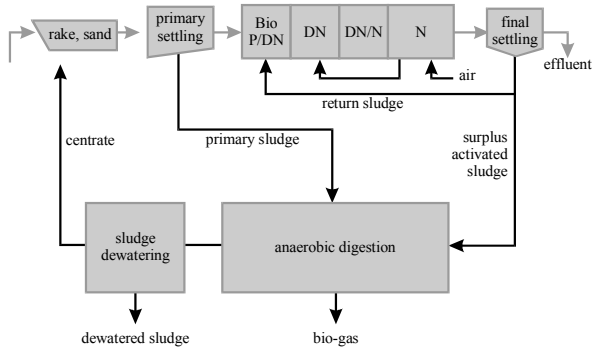 rake, sand
primary
settling
Bio
P/DN
DN
DN/N
N
final
settling
air
effluent
return sludge
centrate
primary sludge
surplus
activated
sludge
sludge
dewatering
anaerobic digestion
dewatered sludge
bio-gas